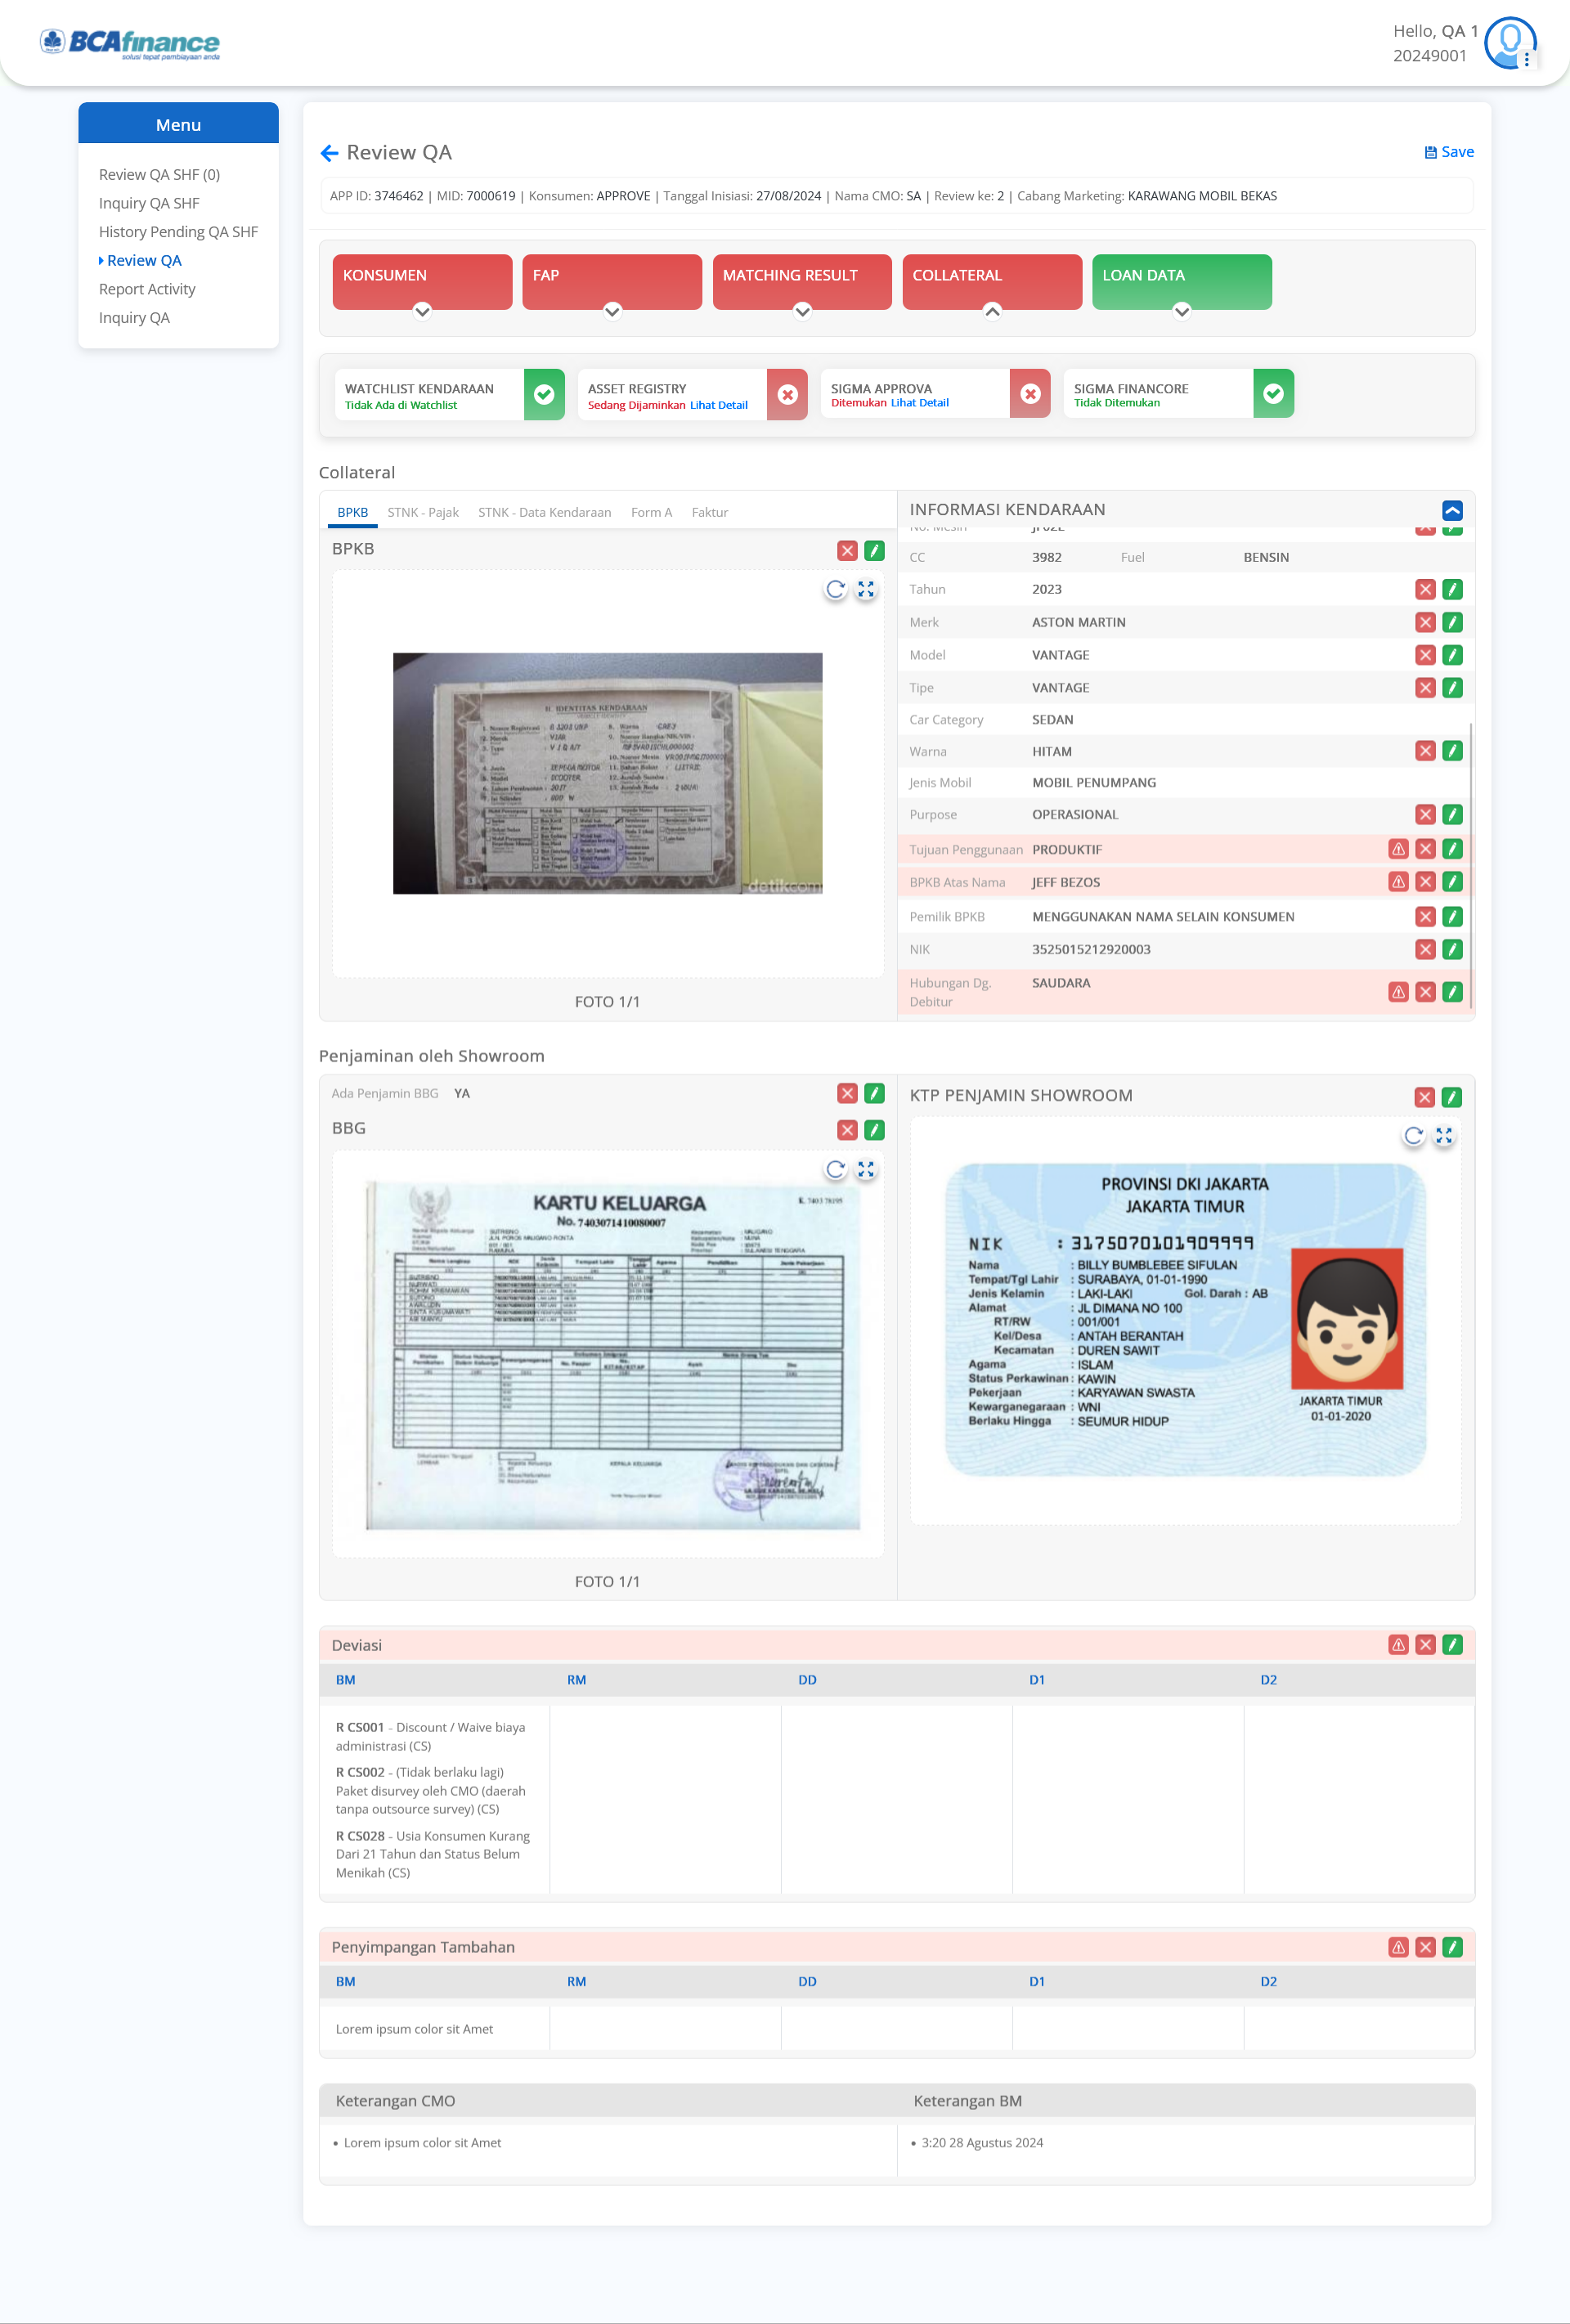 BCAfinance
solusi tepat pembiayaan anda
Hello, QA 1
20249001
Menu
Review QA SHF (0)
Inquiry QA SHF
History Pending QA SHF
Review QA
Report Activity
Inquiry QA
Review QA
Save
APP ID: 3746462 | MID: 7000619 | Konsumen: APPROVE | Tanggal Inisiasi: 27/08/2024 | Nama CMO: SA | Review ke: 2 | Cabang Marketing: KARAWANG MOBIL BEKAS
KONSUMEN
FAP
MATCHING RESULT
COLLATERAL
LOAN DATA
WATCHLIST KENDARAAN
Tidak Ada di Watchlist
ASSET REGISTRY
Sedang Dijaminkan Lihat Detail
SIGMA APPROVA
Ditemukan Lihat Detail
SIGMA FINANCORE
Tidak Ditemukan
Collateral
BPKB STNK - Pajak STNK - Data Kendaraan Form A Faktur
BPKB
II. IDENTITAS KENDARAAN
detikcom
FOTO 1/1
INFORMASI KENDARAAN
No. Mesin JF02E
CC 3982 Fuel BENSIN
Tahun 2023
Merk ASTON MARTIN
Model VANTAGE
Tipe VANTAGE
Car Category SEDAN
Warna HITAM
Jenis Mobil MOBIL PENUMPANG
Purpose OPERASIONAL
Tujuan Penggunaan PRODUKTIF
BPKB Atas Nama JEFF BEZOS
Pemilik BPKB MENGGUNAKAN NAMA SELAIN KONSUMEN
NIK 3525015212920003
Hubungan Dg. SAUDARA
Debitur
Penjaminan oleh Showroom
Ada Penjamin BBG YA
BBG
KARTU KELUARGA
No. 7403071410080007
FOTO 1/1
KTP PENJAMIN SHOWROOM
PROVINSI DKI JAKARTA
JAKARTA TIMUR
NIK : 3175070101909999
Nama : BILLY BUMBLEBEE SIFULAN
Tempat/Tgl Lahir : SURABAYA, 01-01-1990
Jenis Kelamin : LAKI-LAKI Gol. Darah : AB
Alamat : JL DIMANA NO 100
RT/RW : 001/001
Kel/Desa : ANTAH BERANTAH
Kecamatan : DUREN SAWIT
Agama : ISLAM
Status Perkawinan : KAWIN
Pekerjaan : KARYAWAN SWASTA
Kewarganegaraan : WNI
Berlaku Hingga : SEUMUR HIDUP
JAKARTA TIMUR
01-01-2020
Deviasi
BM RM DD D1 D2
R CS001 - Discount / Waive biaya
administrasi (CS)
R CS002 - (Tidak berlaku lagi)
Paket disurvey oleh CMO (daerah
tanpa outsource survey) (CS)
R CS028 - Usia Konsumen Kurang
Dari 21 Tahun dan Status Belum
Menikah (CS)
Penyimpangan Tambahan
BM RM DD D1 D2
Lorem ipsum color sit Amet
Keterangan CMO
Keterangan BM
• Lorem ipsum color sit Amet
• 3:20 28 Agustus 2024